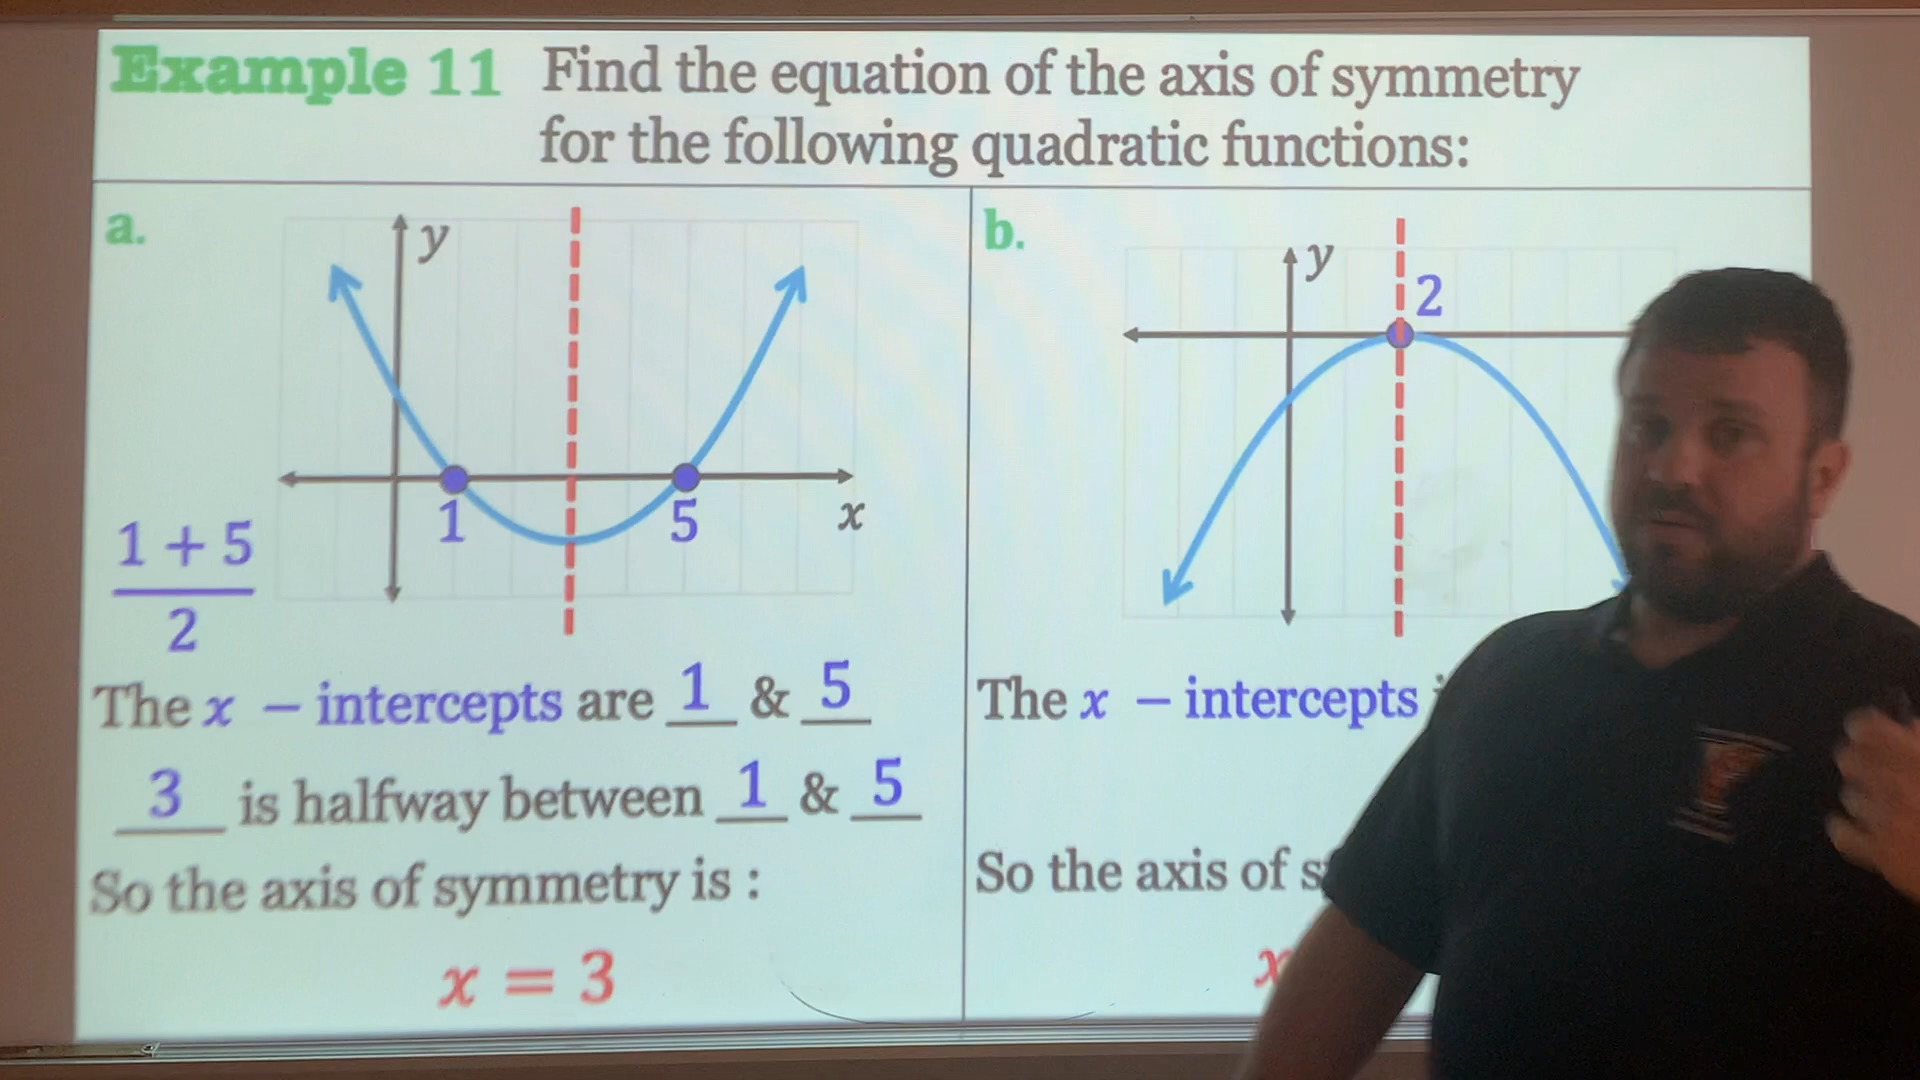 Example 11 Find the equation of the axis of symmetry
for the following quadratic functions:
a.
y
1 5 x
1 + 5
2
The x – intercepts are 1 & 5
3 is halfway between 1 & 5
So the axis of symmetry is :
x = 3
b.
y
2
The x – intercepts
So the axis of
x